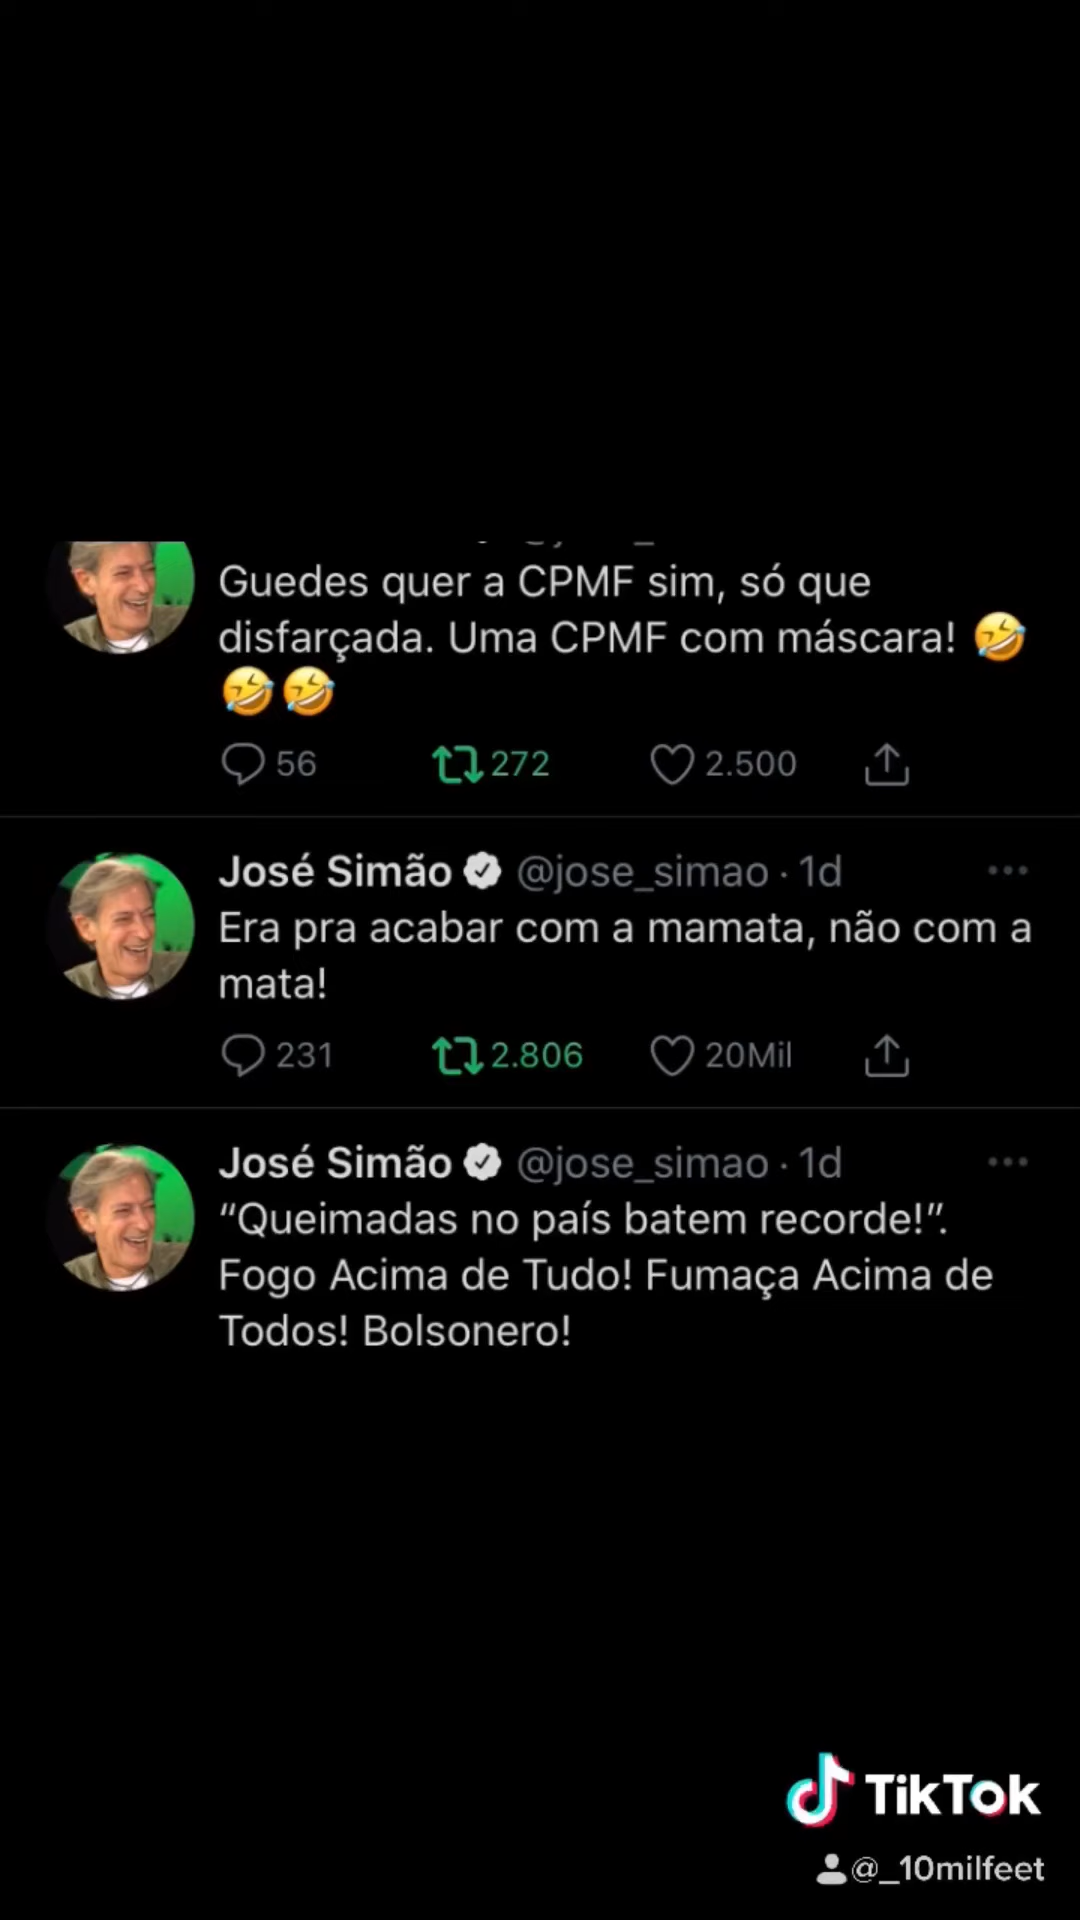 Guedes quer a CPMF sim, só que
disfarçada. Uma CPMF com máscara! 🤣
🤣🤣
56 272 2.500
José Simão @jose_simao · 1d
Era pra acabar com a mamata, não com a
mata!
231 2.806 20Mil
José Simão @jose_simao · 1d
“Queimadas no país batem recorde!”.
Fogo Acima de Tudo! Fumaça Acima de
Todos! Bolsonero!
TikTok
@_10milfeet